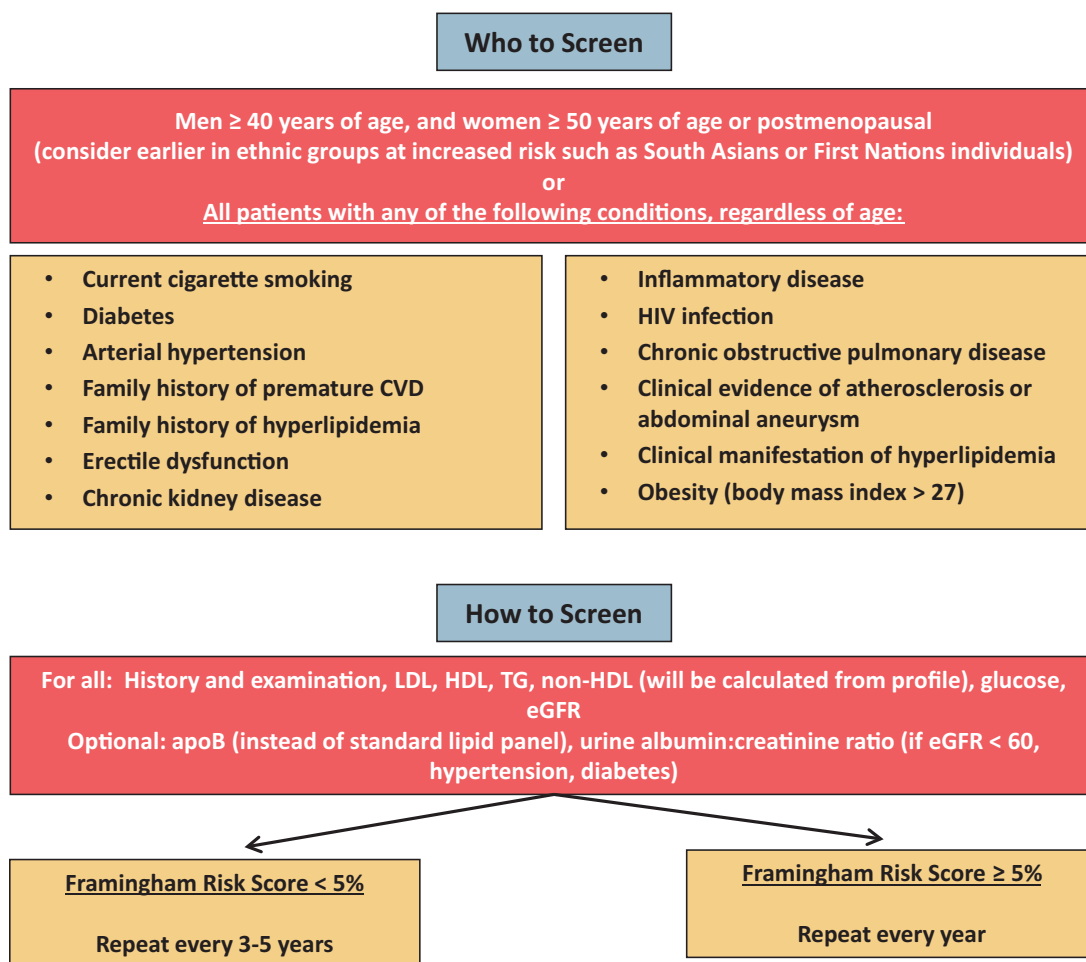 Who to Screen
Men ≥ 40 years of age, and women ≥ 50 years of age or postmenopausal
(consider earlier in ethnic groups at increased risk such as South Asians or First Nations individuals)
or
All patients with any of the following conditions, regardless of age:
• Current cigarette smoking
• Diabetes
• Arterial hypertension
• Family history of premature CVD
• Family history of hyperlipidemia
• Erectile dysfunction
• Chronic kidney disease
• Inflammatory disease
• HIV infection
• Chronic obstructive pulmonary disease
• Clinical evidence of atherosclerosis or
abdominal aneurysm
• Clinical manifestation of hyperlipidemia
• Obesity (body mass index > 27)
How to Screen
For all: History and examination, LDL, HDL, TG, non-HDL (will be calculated from profile), glucose,
eGFR
Optional: apoB (instead of standard lipid panel), urine albumin:creatinine ratio (if eGFR < 60,
hypertension, diabetes)
Framingham Risk Score < 5%
Repeat every 3-5 years
Framingham Risk Score ≥ 5%
Repeat every year